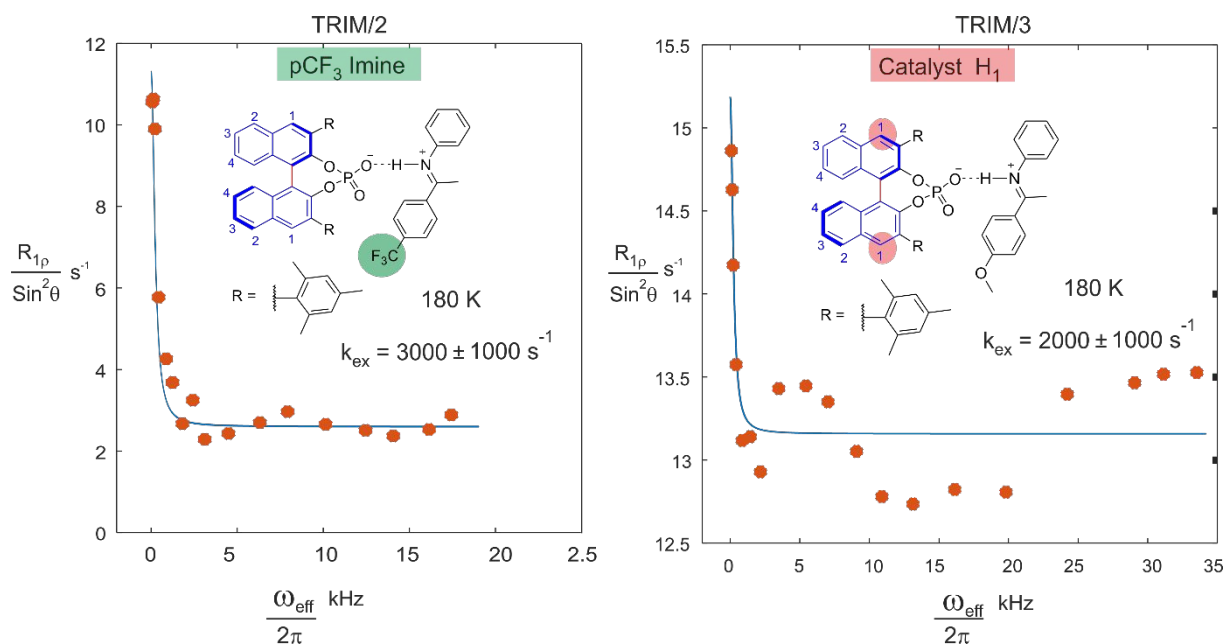 TRIM/2
pCF₃ Imine
12
10
8
6
4
2
0
R₁ρ
Sin²θ
s⁻¹
1
2
3
4
R
O
O
P
O⁻
O
H
N
+
4
3
2
1
R
F₃C
R =
180 K
kₑₓ = 3000 ± 1000 s⁻¹
0
5
10
15
2.5
ω_eff
2π
kHz
TRIM/3
Catalyst H₁
15.5
15
14.5
14
13.5
13
12.5
R₁ρ
Sin²θ
s⁻¹
1
2
3
4
R
O
O
P
O⁻
O
H
N
+
4
3
2
1
R
O
R =
180 K
kₑₓ = 2000 ± 1000 s⁻¹
0
5
10
15
20
25
30
35
ω_eff
2π
kHz